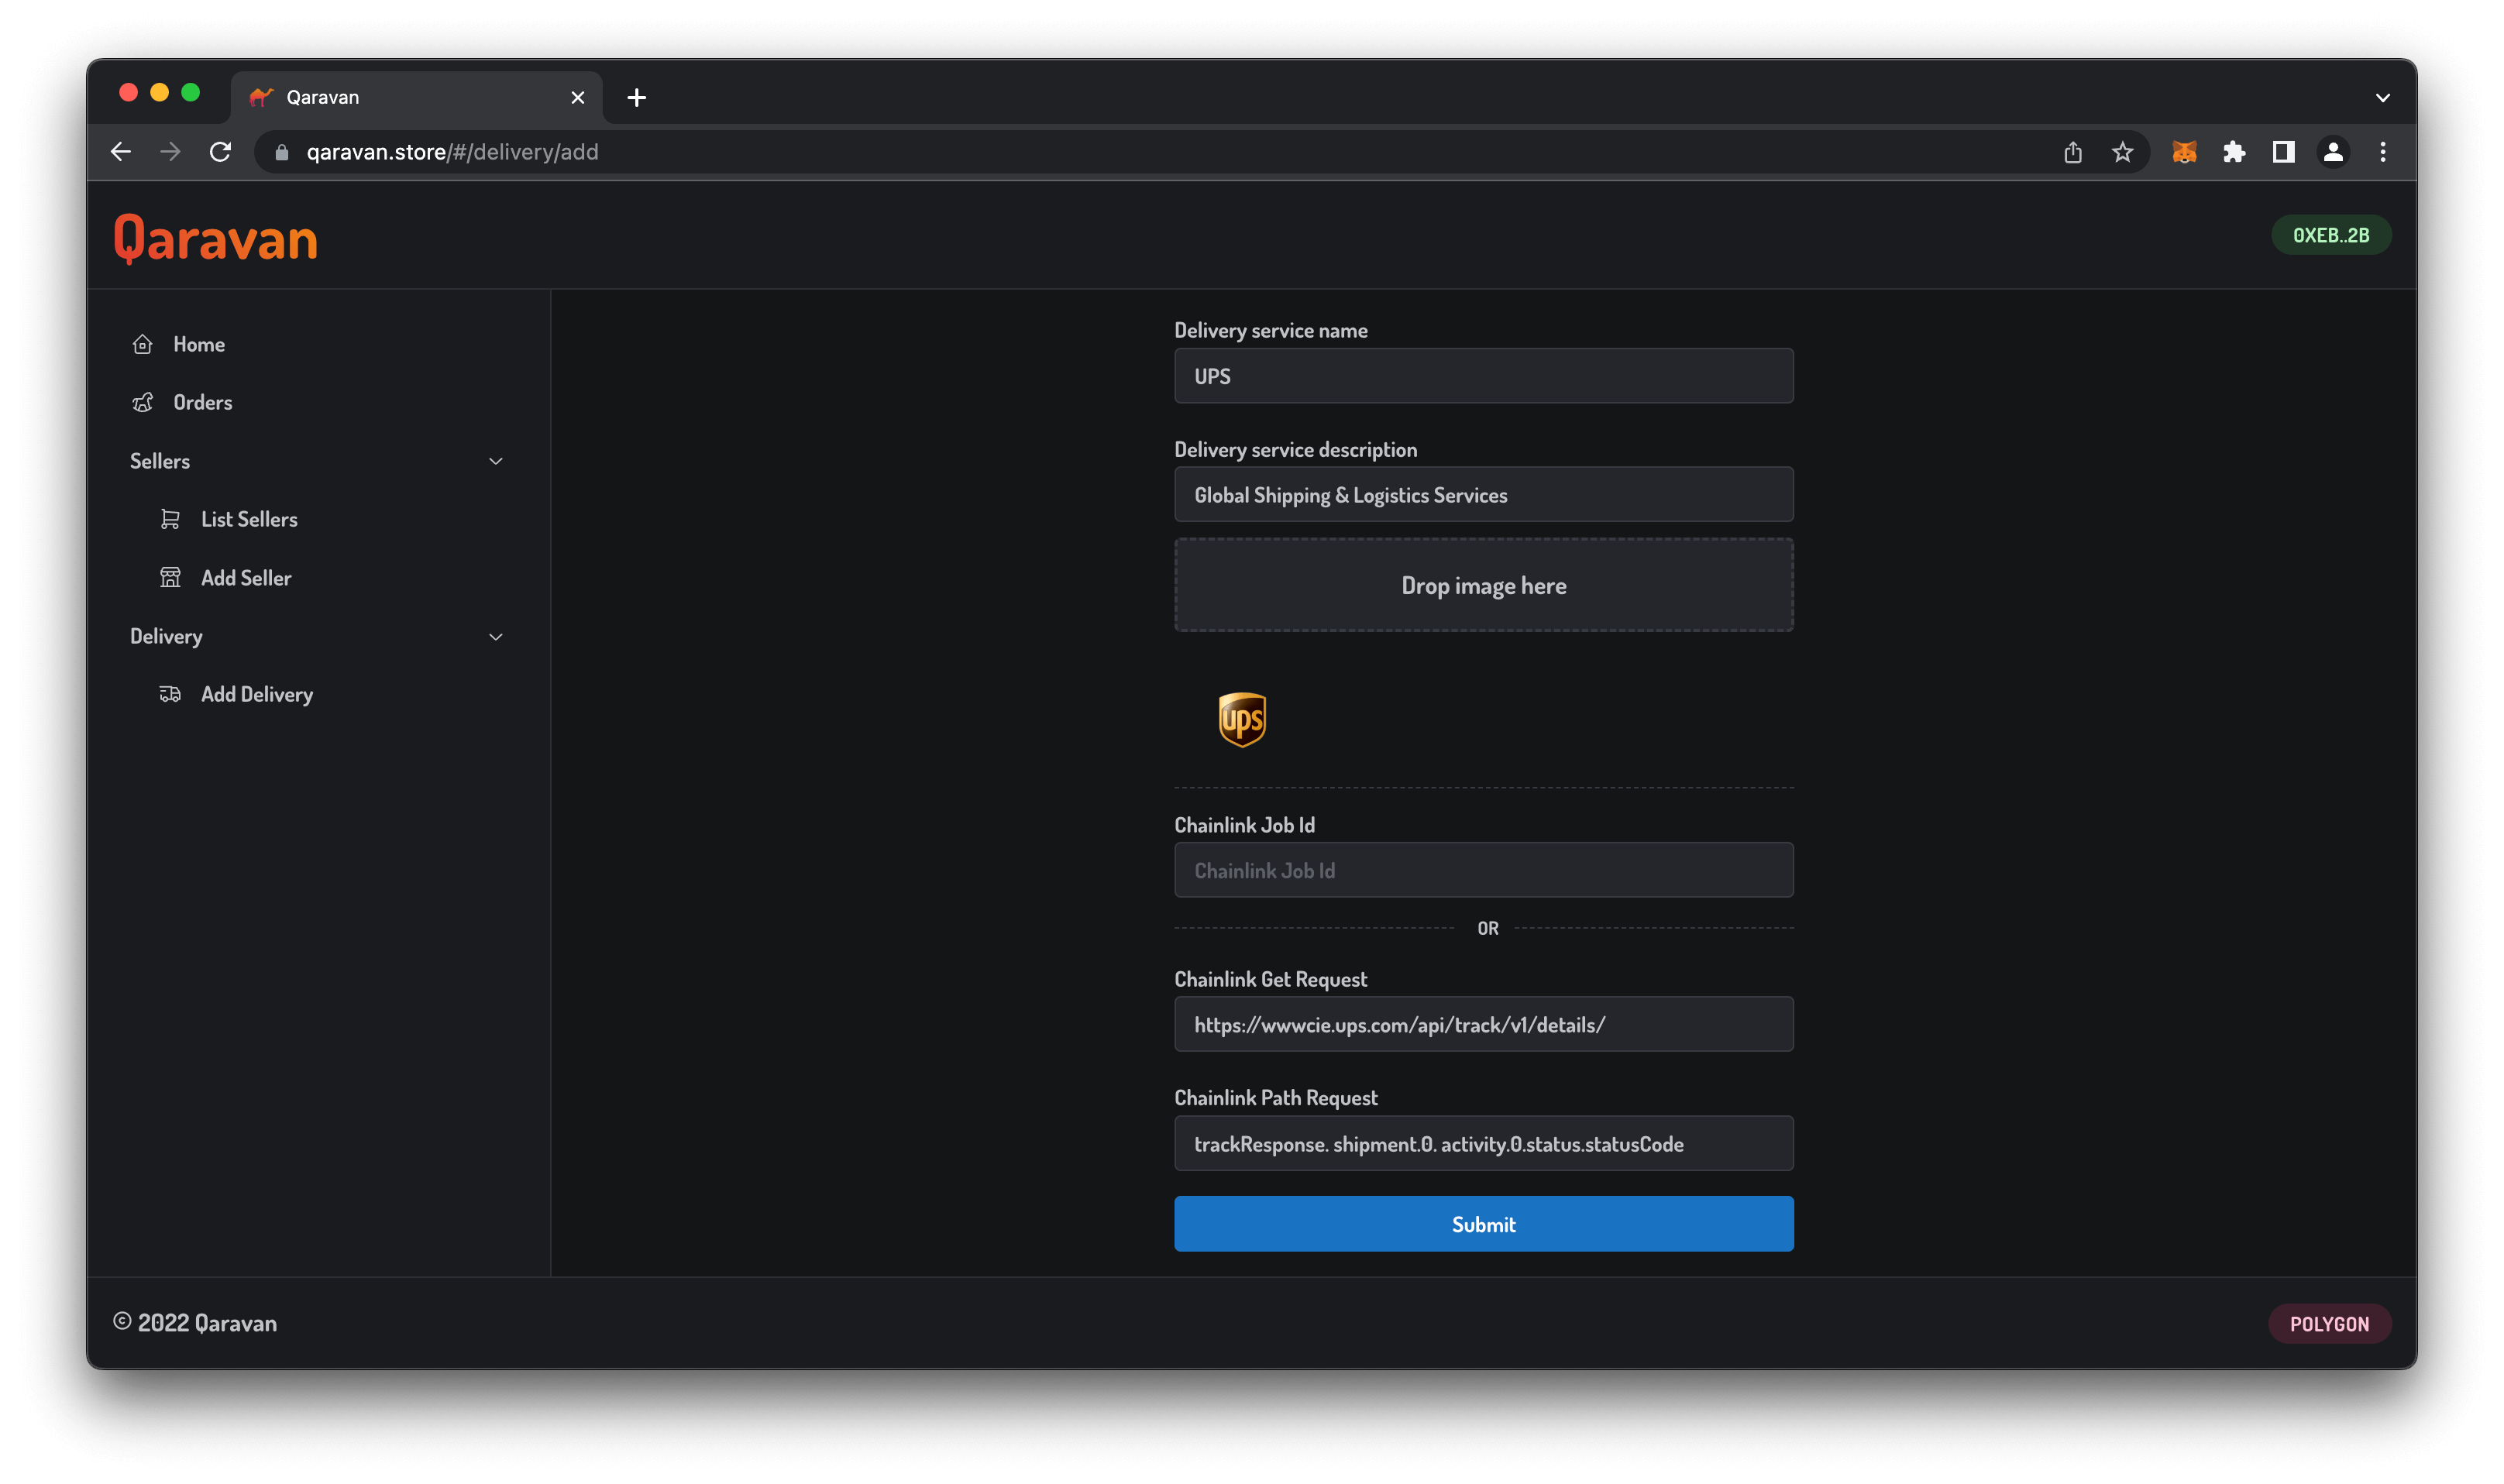 Qaravan
qaravan.store/#/delivery/add
Qaravan
0XEB..2B
Home
Orders
Sellers
List Sellers
Add Seller
Delivery
Add Delivery
Delivery service name
UPS
Delivery service description
Global Shipping & Logistics Services
Drop image here
ups
Chainlink Job Id
Chainlink Job Id
OR
Chainlink Get Request
https://wwwcie.ups.com/api/track/v1/details/
Chainlink Path Request
trackResponse. shipment.0. activity.0.status.statusCode
Submit
© 2022 Qaravan
POLYGON